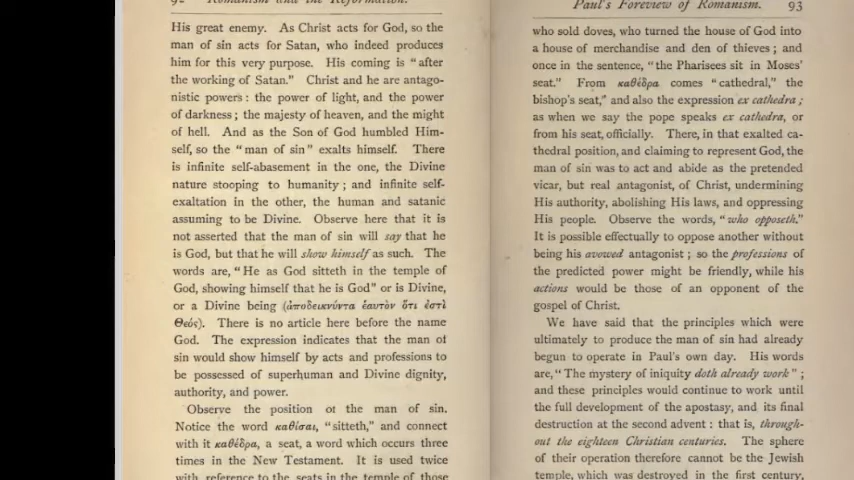 92 Romanism and the Reformation.
His great enemy. As Christ acts for God, so the
man of sin acts for Satan, who indeed produces
him for this very purpose. His coming is “after
the working of Satan.” Christ and he are antago-
nistic powers: the power of light, and the power
of darkness; the majesty of heaven, and the might
of hell. And as the Son of God humbled Him-
self, so the “man of sin” exalts himself. There
is infinite self-abasement in the one, the Divine
nature stooping to humanity; and infinite self-
exaltation in the other, the human and satanic
assuming to be Divine. Observe here that it is
not asserted that the man of sin will say that he
is God, but that he will show himself as such. The
words are, “He as God sitteth in the temple of
God, showing himself that he is God” or is Divine,
or a Divine being (ἀποδεικνύντα ἑαυτὸν ὅτι ἐστὶ
Θεός). There is no article here before the name
God. The expression indicates that the man of
sin would show himself by acts and professions to
be possessed of superhuman and Divine dignity,
authority, and power.
Observe the position of the man of sin.
Notice the word καθίσαι, “sitteth,” and connect
with it καθέδρα, a seat, a word which occurs three
times in the New Testament. It is used twice
with reference to the seats in the temple of those
Paul's Foreview of Romanism. 93
who sold doves, who turned the house of God into
a house of merchandise and den of thieves; and
once in the sentence, “the Pharisees sit in Moses'
seat.” From καθέδρα comes “cathedral,” the
bishop's seat,” and also the expression ex cathedra;
as when we say the pope speaks ex cathedra, or
from his seat, officially. There, in that exalted ca-
thedral position, and claiming to represent God, the
man of sin was to act and abide as the pretended
vicar, but real antagonist, of Christ, undermining
His authority, abolishing His laws, and oppressing
His people. Observe the words, “who opposeth.”
It is possible effectually to oppose another without
being his avowed antagonist; so the professions of
the predicted power might be friendly, while his
actions would be those of an opponent of the
gospel of Christ.
We have said that the principles which were
ultimately to produce the man of sin had already
begun to operate in Paul's own day. His words
are, “The mystery of iniquity doth already work”;
and these principles would continue to work until
the full development of the apostasy, and its final
destruction at the second advent: that is, through-
out the eighteen Christian centuries. The sphere
of their operation therefore cannot be the Jewish
temple, which was destroyed in the first century,